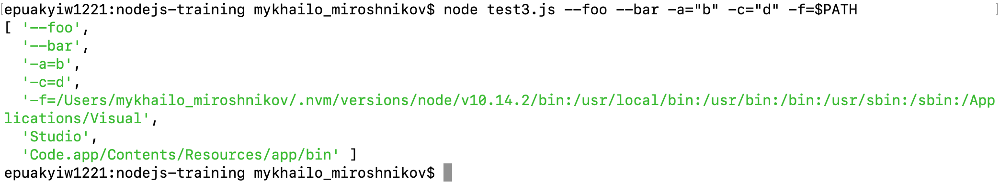 epuakyiw1221:nodejs-training mykhailo_miroshnikov$ node test3.js --foo --bar -a="b" -c="d" -f=$PATH
[ '--foo',
  '--bar',
  '-a=b',
  '-c=d',
  '-f=/Users/mykhailo_miroshnikov/.nvm/versions/node/v10.14.2/bin:/usr/local/bin:/usr/bin:/bin:/usr/sbin:/sbin:/App
lications/Visual',
  'Studio',
  'Code.app/Contents/Resources/app/bin' ]
epuakyiw1221:nodejs-training mykhailo_miroshnikov$